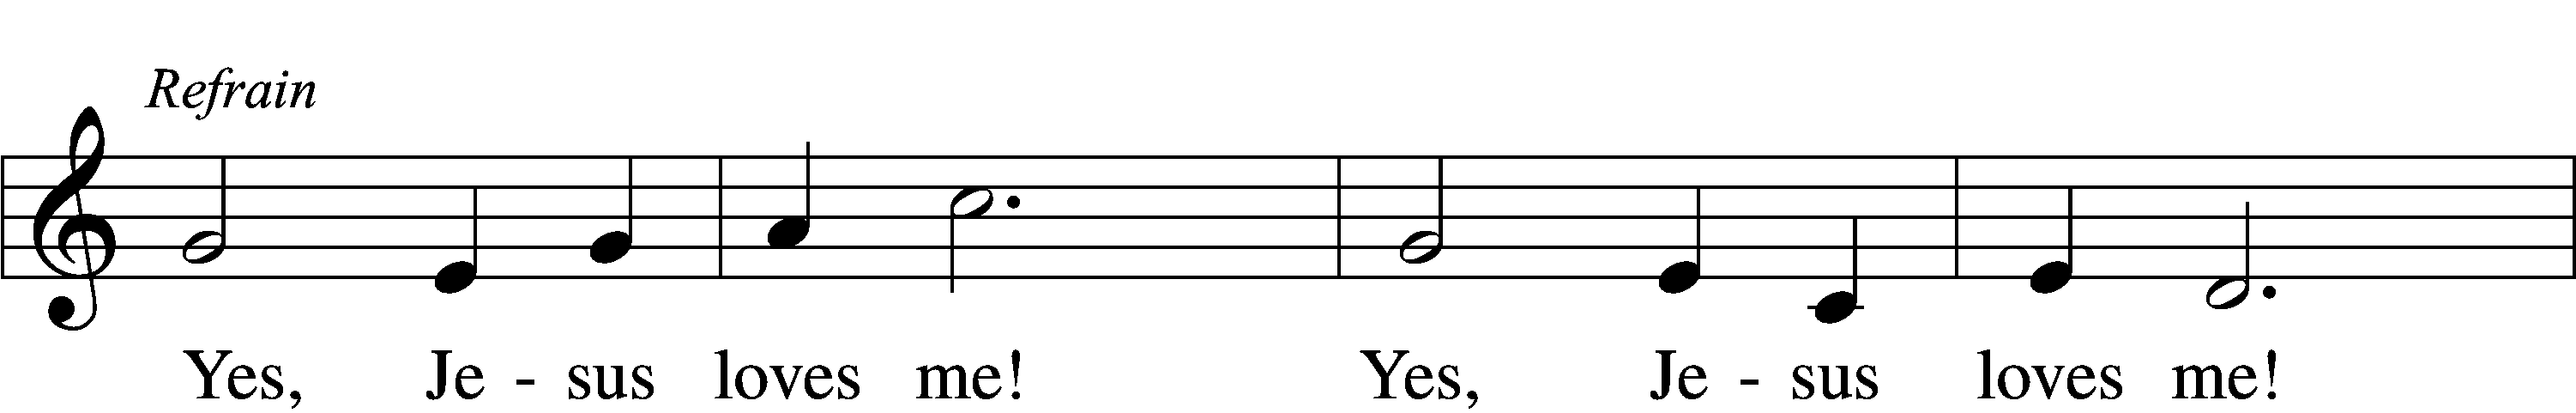 Refrain
Yes, Je - sus loves me! Yes, Je - sus loves me!